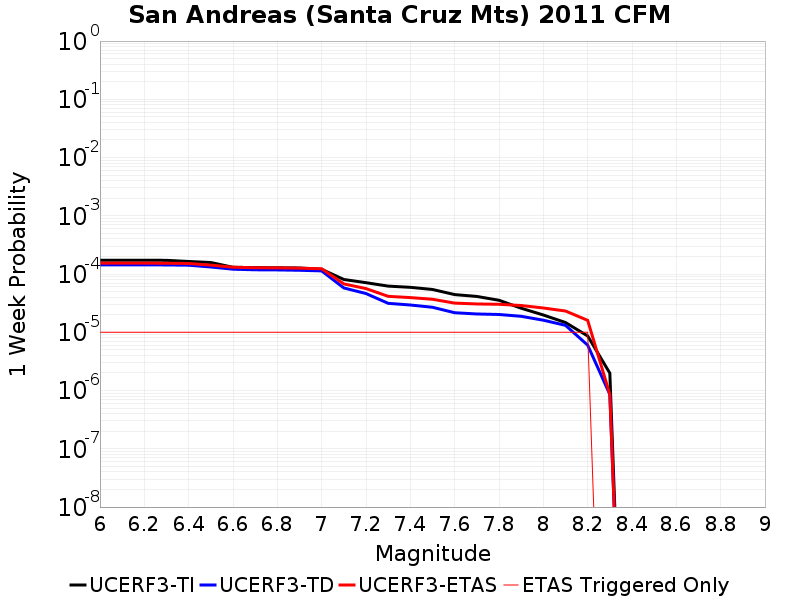 San Andreas (Santa Cruz Mts) 2011 CFM
1 Week Probability
10^0
10^-1
10^-2
10^-3
10^-4
10^-5
10^-6
10^-7
10^-8
6 6.2 6.4 6.6 6.8 7 7.2 7.4 7.6 7.8 8 8.2 8.4 8.6 8.8 9
Magnitude
UCERF3-TI UCERF3-TD UCERF3-ETAS ETAS Triggered Only